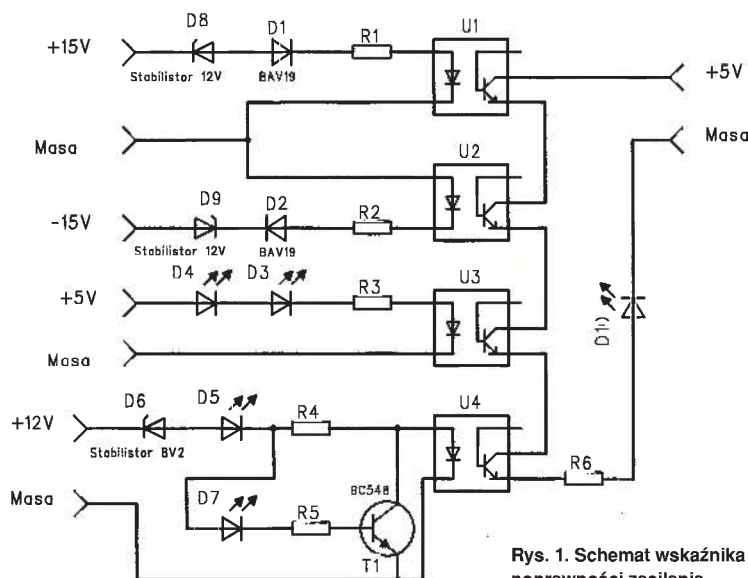 D8
D1
R1
U1
+15V
Stabilistor 12V
BAV19
+5V
Masa
Masa
U2
D9
D2
R2
-15V
Stabilistor 12V
BAV19
D4
D3
R3
U3
+5V
Masa
D6
D5
R4
U4
+12V
Stabilistor BV2
R6
D7
R5
BC548
Masa
T1
Rys. 1. Schemat wskaźnika
poprawności zasilania